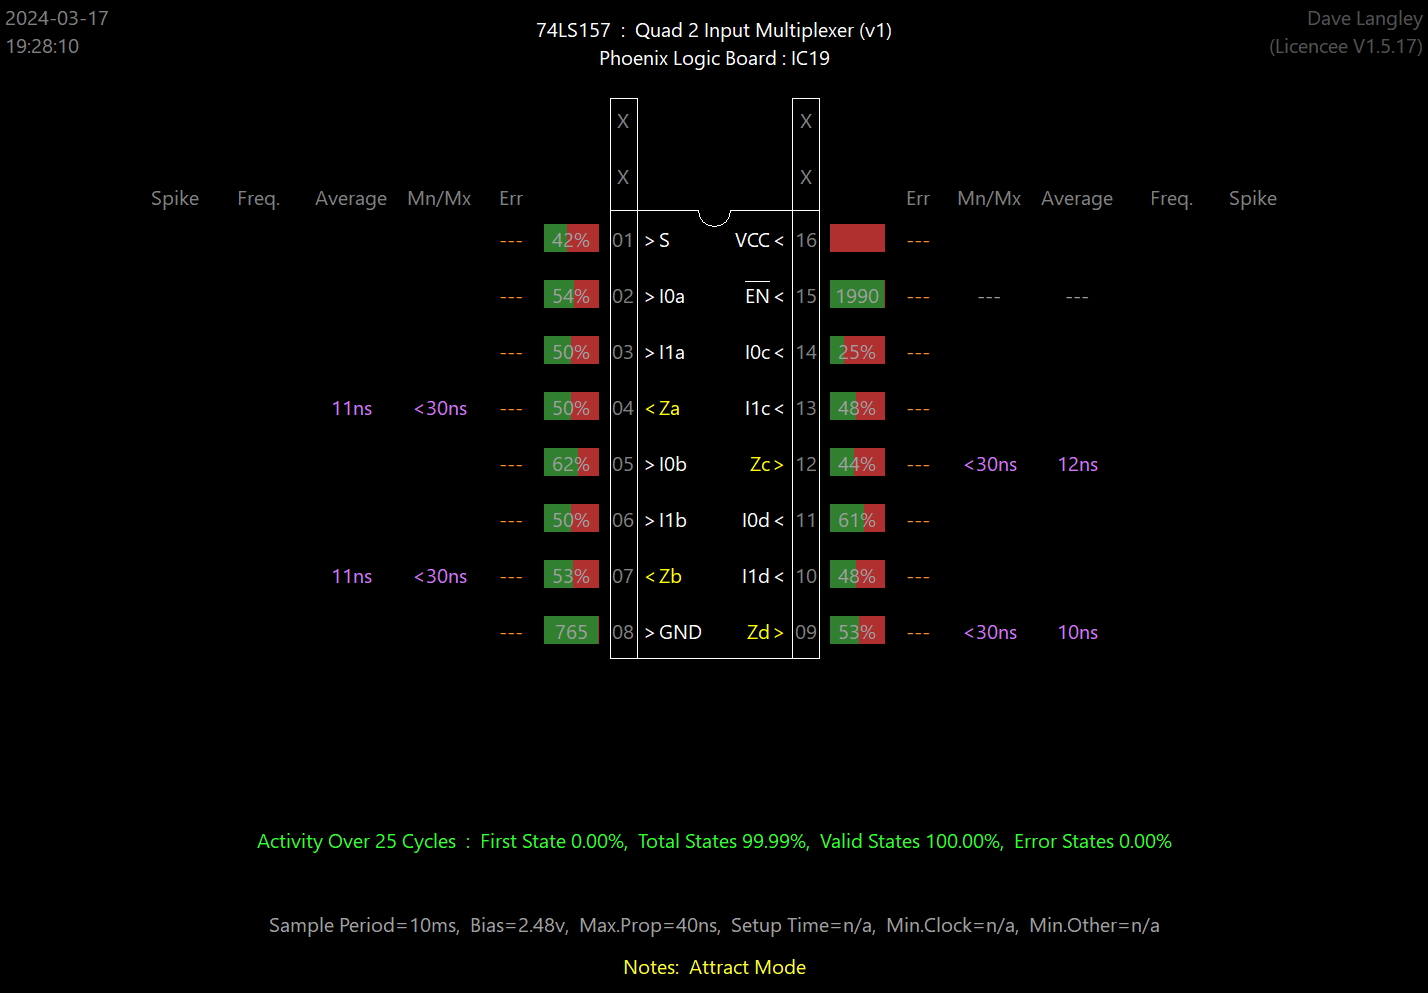 2024-03-17
19:28:10
74LS157 : Quad 2 Input Multiplexer (v1)
Phoenix Logic Board : IC19
Dave Langley
(Licencee V1.5.17)
X X
X X
Spike Freq. Average Mn/Mx Err Err Mn/Mx Average Freq. Spike
--- 42% 01 >S VCC< 16 ---
--- 54% 02 >I0a EN< 15 1990 --- --- ---
--- 50% 03 >I1a I0c< 14 25% ---
11ns <30ns --- 50% 04 <Za I1c< 13 48% ---
--- 62% 05 >I0b Zc> 12 44% --- <30ns 12ns
--- 50% 06 >I1b I0d< 11 61% ---
11ns <30ns --- 53% 07 <Zb I1d< 10 48% ---
--- 765 08 >GND Zd> 09 53% --- <30ns 10ns
Activity Over 25 Cycles : First State 0.00%, Total States 99.99%, Valid States 100.00%, Error States 0.00%
Sample Period=10ms, Bias=2.48v, Max.Prop=40ns, Setup Time=n/a, Min.Clock=n/a, Min.Other=n/a
Notes: Attract Mode